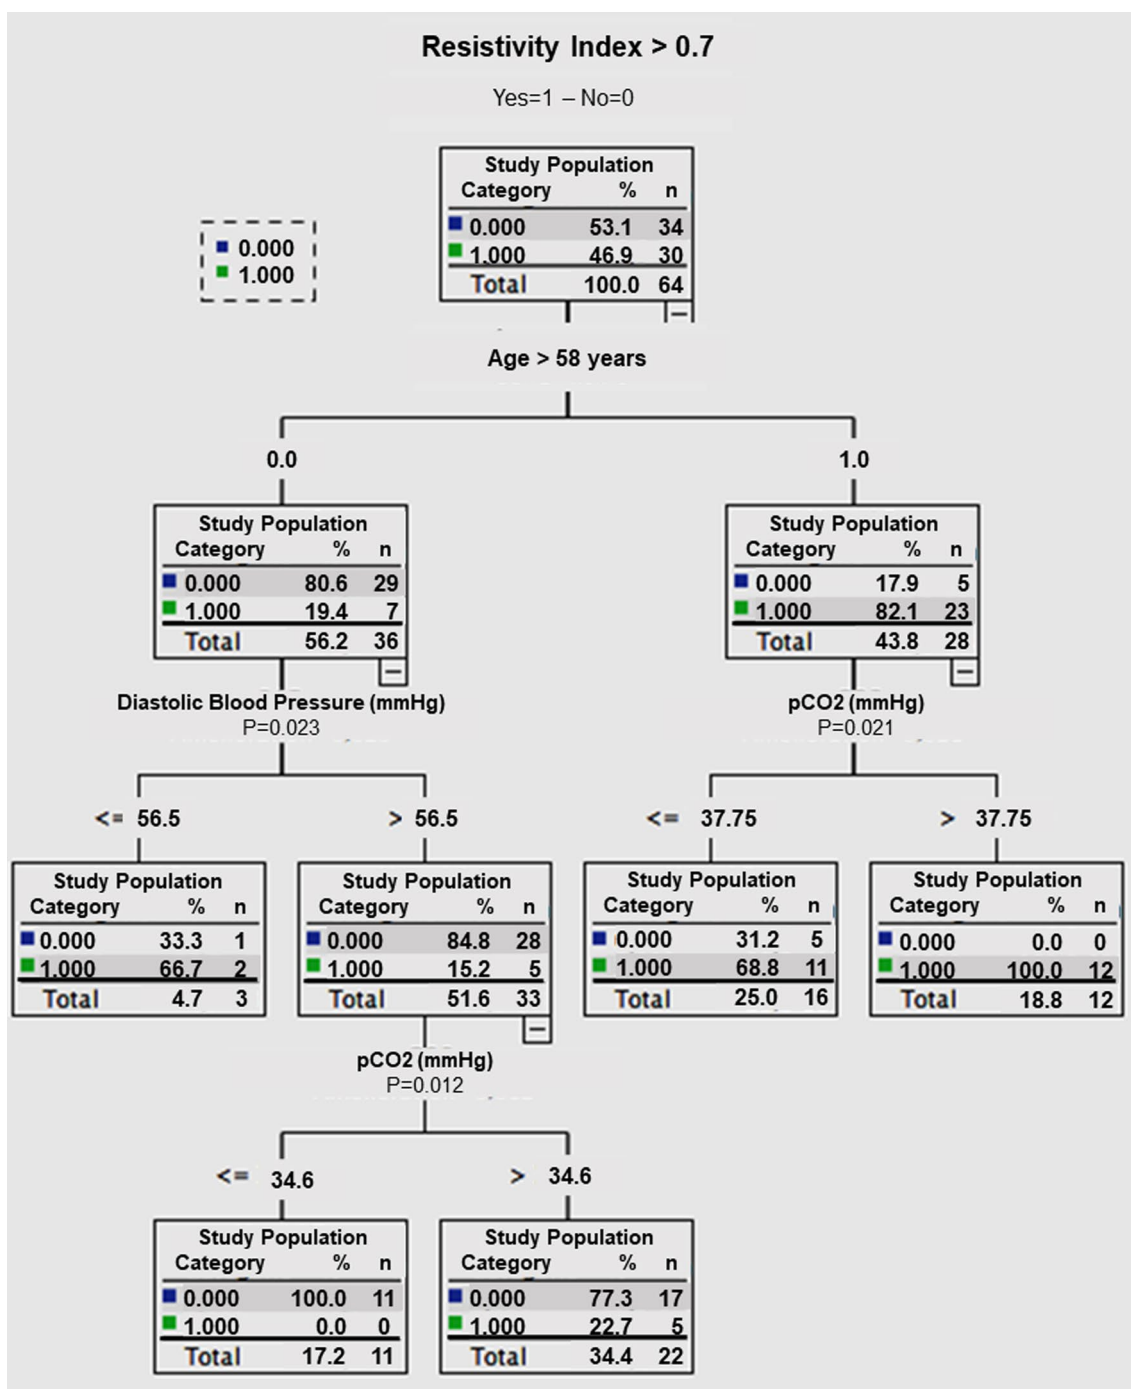 Resistivity Index > 0.7
Yes=1 – No=0
Study Population
Category % n
0.000 53.1 34
1.000 46.9 30
Total 100.0 64
0.000
1.000
Age > 58 years
0.0
1.0
Study Population
Category % n
0.000 80.6 29
1.000 19.4 7
Total 56.2 36
Study Population
Category % n
0.000 17.9 5
1.000 82.1 23
Total 43.8 28
Diastolic Blood Pressure (mmHg)
P=0.023
pCO2 (mmHg)
P=0.021
<= 56.5
> 56.5
<= 37.75
> 37.75
Study Population
Category % n
0.000 33.3 1
1.000 66.7 2
Total 4.7 3
Study Population
Category % n
0.000 84.8 28
1.000 15.2 5
Total 51.6 33
Study Population
Category % n
0.000 31.2 5
1.000 68.8 11
Total 25.0 16
Study Population
Category % n
0.000 0.0 0
1.000 100.0 12
Total 18.8 12
pCO2 (mmHg)
P=0.012
<= 34.6
> 34.6
Study Population
Category % n
0.000 100.0 11
1.000 0.0 0
Total 17.2 11
Study Population
Category % n
0.000 77.3 17
1.000 22.7 5
Total 34.4 22